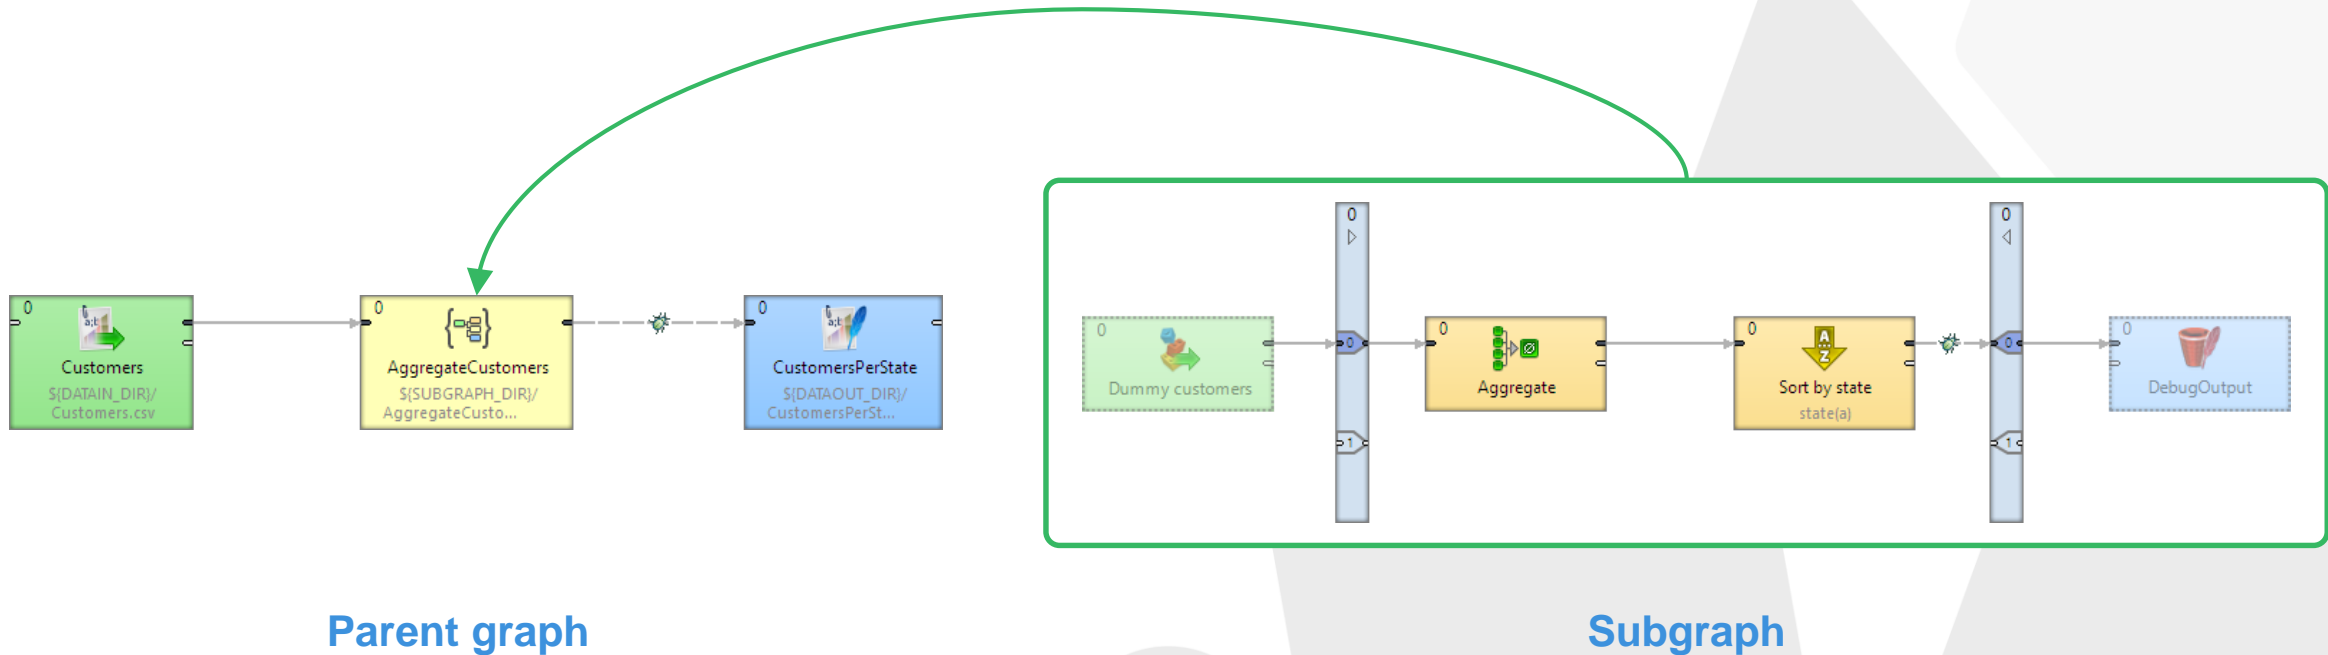 0
Customers
${DATAIN_DIR}/
Customers.csv
0
AggregateCustomers
${SUBGRAPH_DIR}/
AggregateCusto...
0
CustomersPerState
${DATAOUT_DIR}/
CustomersPerSt...
0
Dummy customers
0
0
1
0
Aggregate
0
A
Z
Sort by state
state(a)
0
0
1
0
DebugOutput
Parent graph
Subgraph